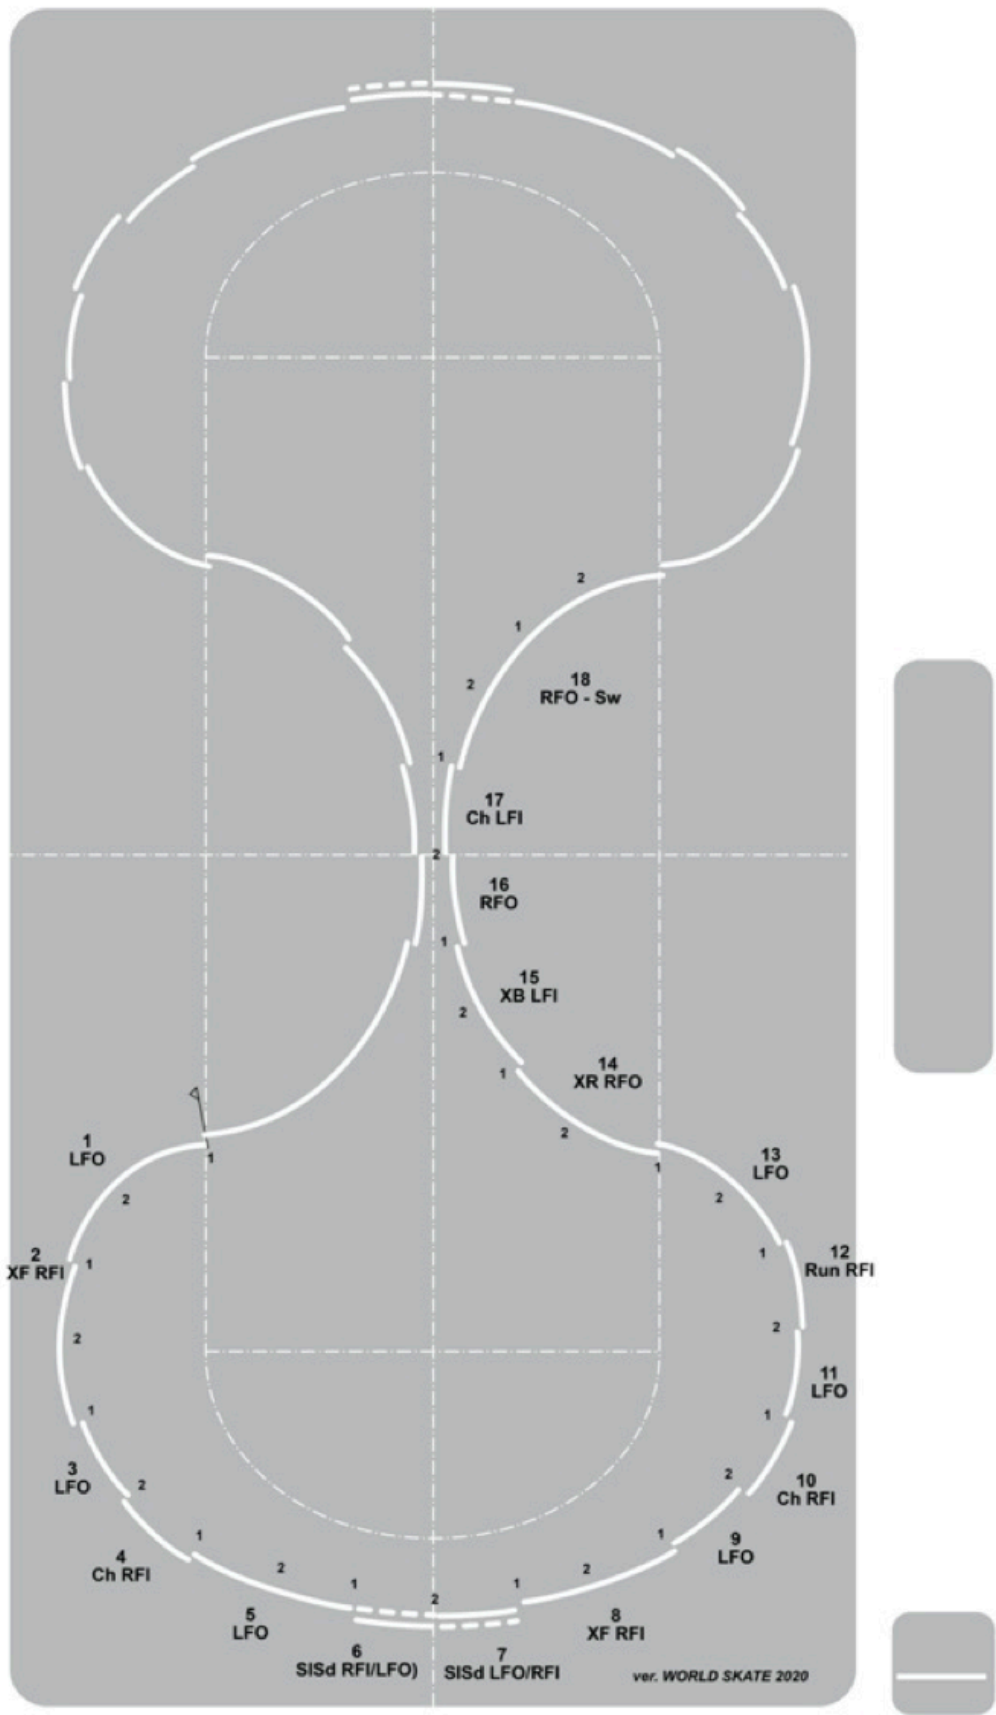 2
1
18
RFO - Sw
2
1
17
Ch LFI
2
16
RFO
1
15
XB LFI
2
14
XR RFO
1
2
1
LFO
1
2
13
LFO
1
2
2
XF RFI
1
12
Run RFI
1
2
2
11
LFO
1
1
3
LFO
2
10
Ch RFI
2
4
Ch RFI
1
9
LFO
1
5
LFO
2
1
2
1
2
8
XF RFI
6
SlSd RFI/LFO)
7
SlSd LFO/RFI
ver. WORLD SKATE 2020